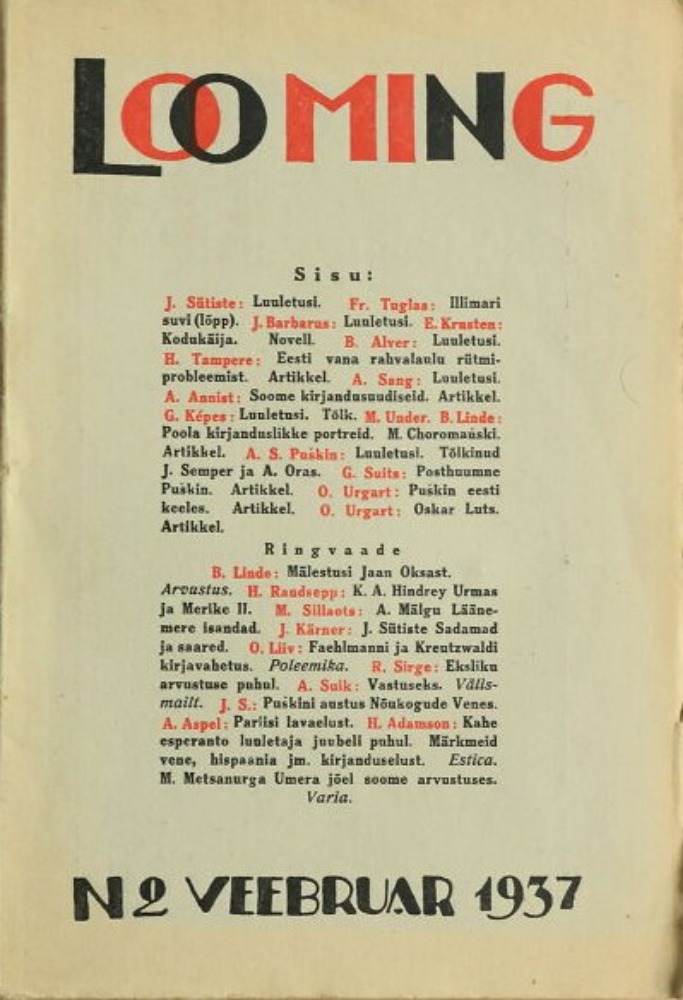 LOOMING
Sisu:
J. Sütiste: Luuletusi. Fr. Tuglas: Illimari
suvi (lõpp). J. Barbarus: Luuletusi. E. Krusten:
Kodukäija. Novell. B. Alver: Luuletusi.
H. Tampere: Eesti vana rahvalaulu rütmi-
probleemist. Artikkel. A. Sang: Luuletusi.
A. Annist: Soome kirjandusuudiseid. Artikkel.
G. Képes: Luuletusi. Tõlk. M. Under. B. Linde:
Poola kirjanduslikke portreid. M. Choromański.
Artikkel. A. S. Puškin: Luuletusi. Tõlkinud
J. Semper ja A. Oras. G. Suits: Posthuumne
Puškin. Artikkel. O. Urgart: Puškin eesti
keeles. Artikkel. O. Urgart: Oskar Luts.
Artikkel.
Ringvaade
B. Linde: Mälestusi Jaan Oksast.
Arvustus. H. Raudsepp: K. A. Hindrey Urmas
ja Merike II. M. Sillaots: A. Mälgu Lääne-
mere isandad. J. Kärner: J. Sütiste Sadamad
ja saared. O. Liiv: Faehlmanni ja Kreutzwaldi
kirjavahetus. Poleemika. R. Sirge: Eksliku
arvustuse puhul. A. Suik: Vastuseks. Välis-
mailt. J. S.: Puškini austus Nõukogude Venes.
A. Aspel: Pariisi lavaelust. H. Adamson: Kahe
esperanto luuletaja juubeli puhul. Märkmeid
vene, hispaania jm. kirjanduselust. Estica.
M. Metsanurga Umera jõel soome arvustuses.
Varia.
N 2 VEEBRUAR 1937